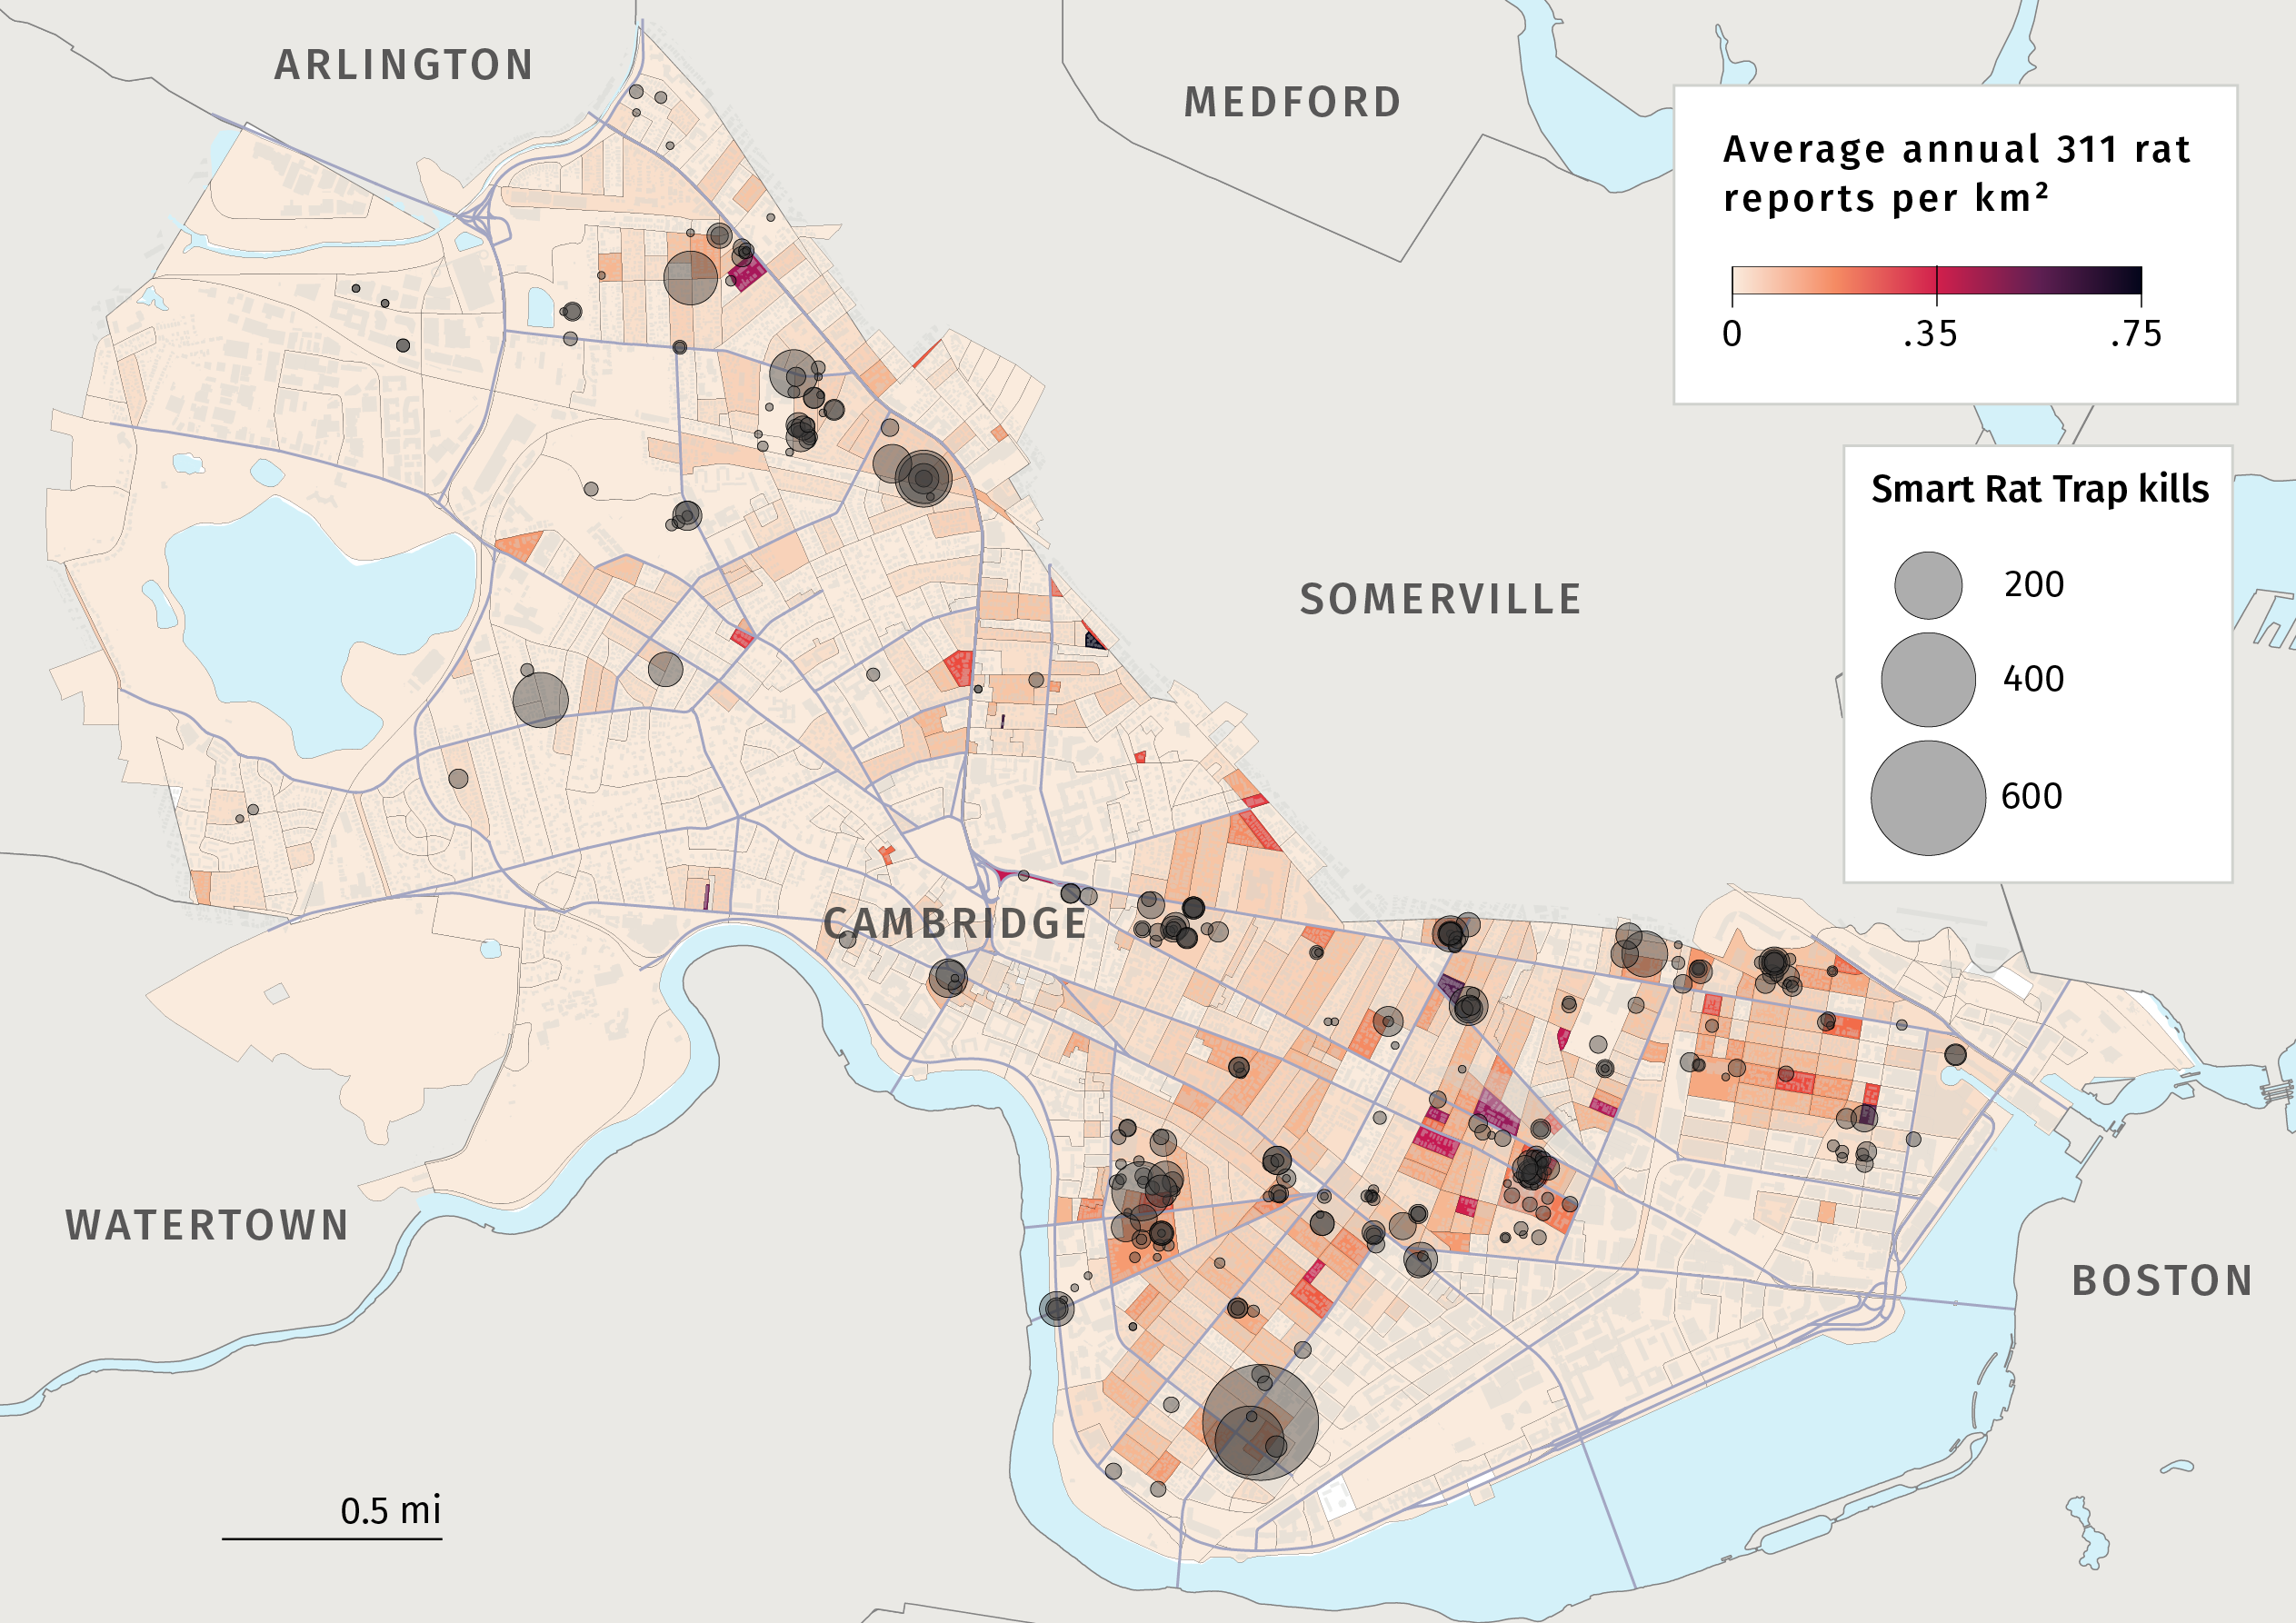 ARLINGTON
MEDFORD
Average annual 311 rat
reports per km²
0
.35
.75
Smart Rat Trap kills
200
400
600
SOMERVILLE
CAMBRIDGE
WATERTOWN
BOSTON
0.5 mi